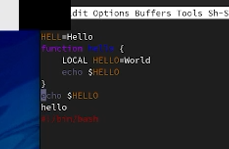 dit Options Buffers Tools Sh-S
HELL=Hello
function hello {
LOCAL HELLO=World
echo $HELLO
}
echo $HELLO
hello